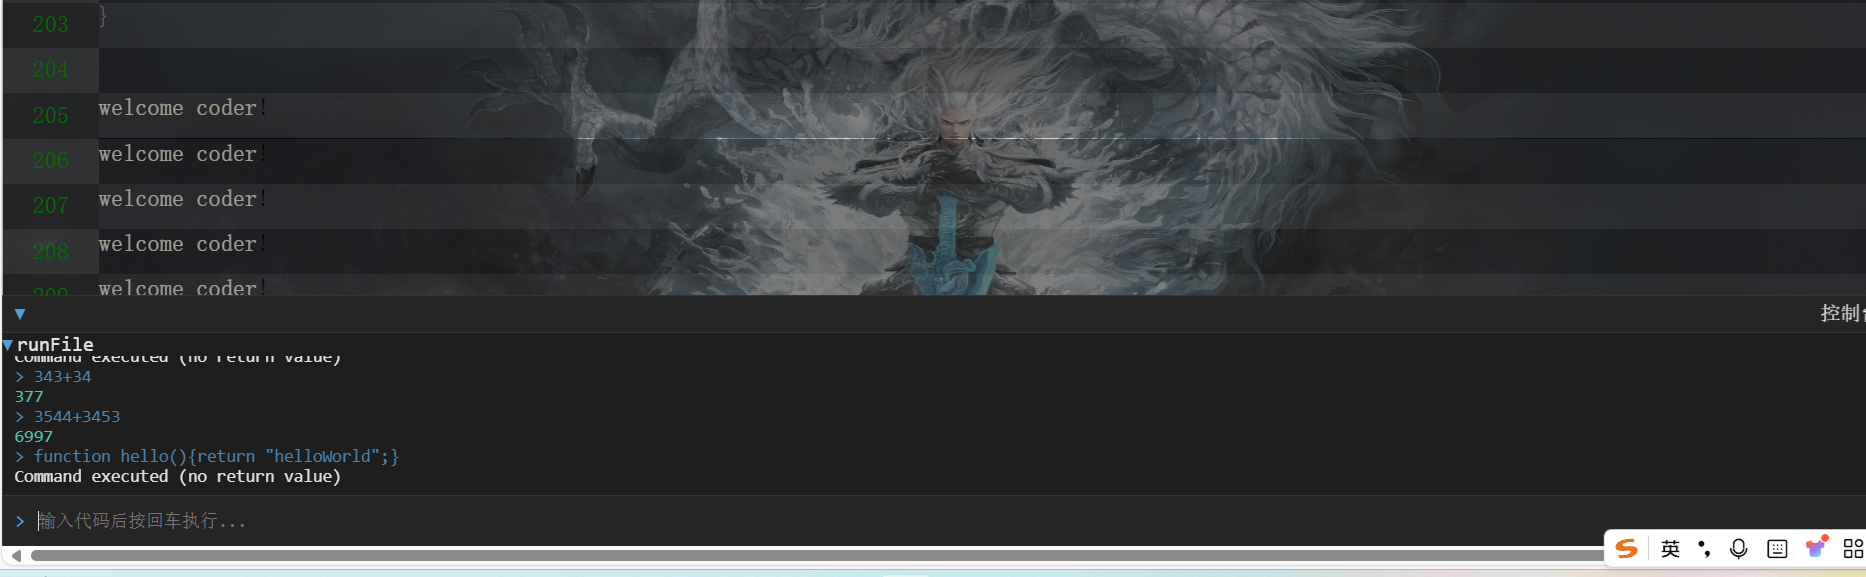 203 }
204
205 welcome coder!
206 welcome coder!
207 welcome coder!
208 welcome coder!
209 welcome coder!
▼ 控制台
▼ runFile
Command executed (no return value)
> 343+34
377
> 3544+3453
6997
> function hello(){return "helloWorld";}
Command executed (no return value)
> 输入代码后按回车执行...
S 英